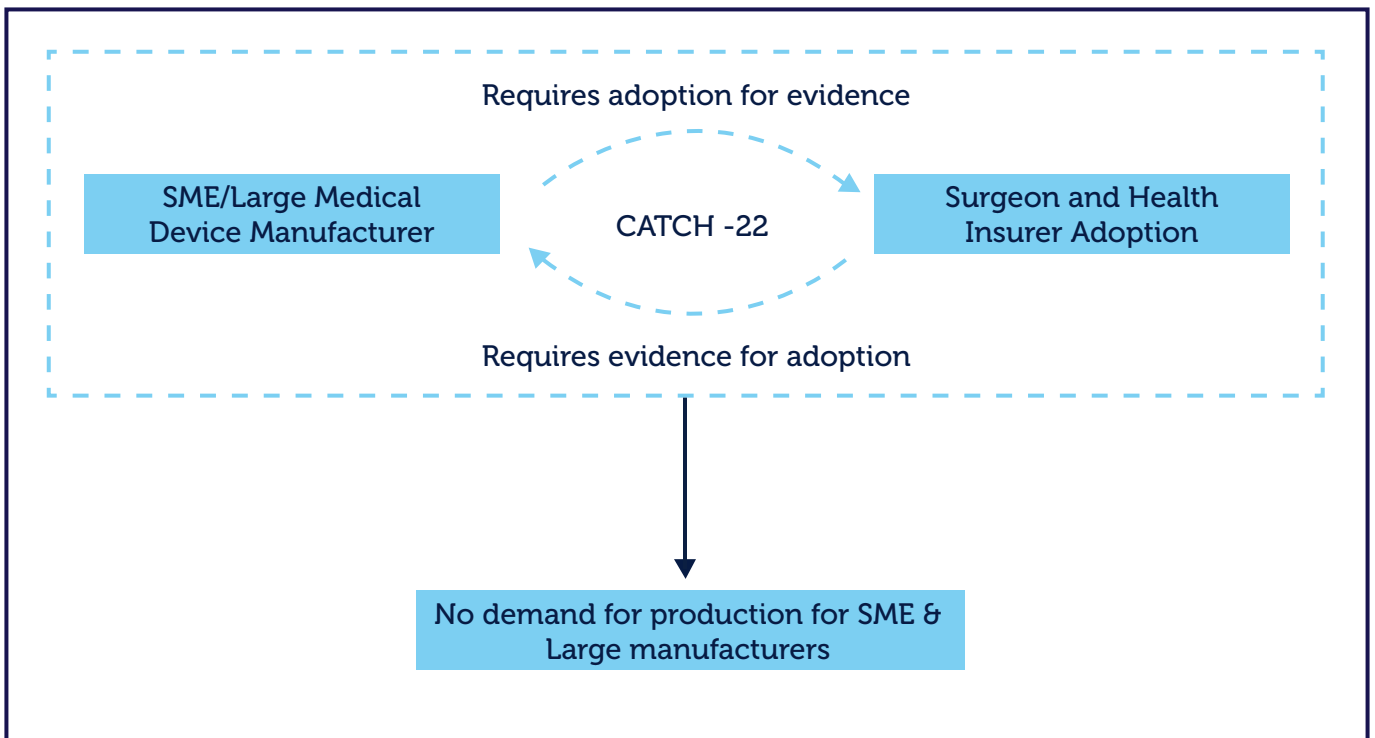 Requires adoption for evidence
SME/Large Medical
Device Manufacturer
CATCH -22
Surgeon and Health
Insurer Adoption
Requires evidence for adoption
No demand for production for SME &
Large manufacturers